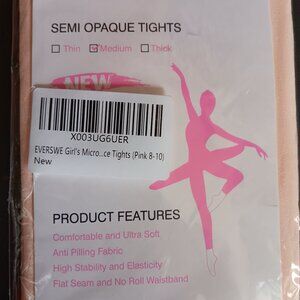 SEMI OPAQUE TIGHTS
Thin Medium Thick
NEW
X003UG6UER
EVERSWE Girl's Micro...ce Tights (Pink 8-10)
New
PRODUCT FEATURES
Comfortable and Ultra Soft
Anti Pilling Fabric
High Stability and Elasticity
Flat Seam and No Roll Waistband